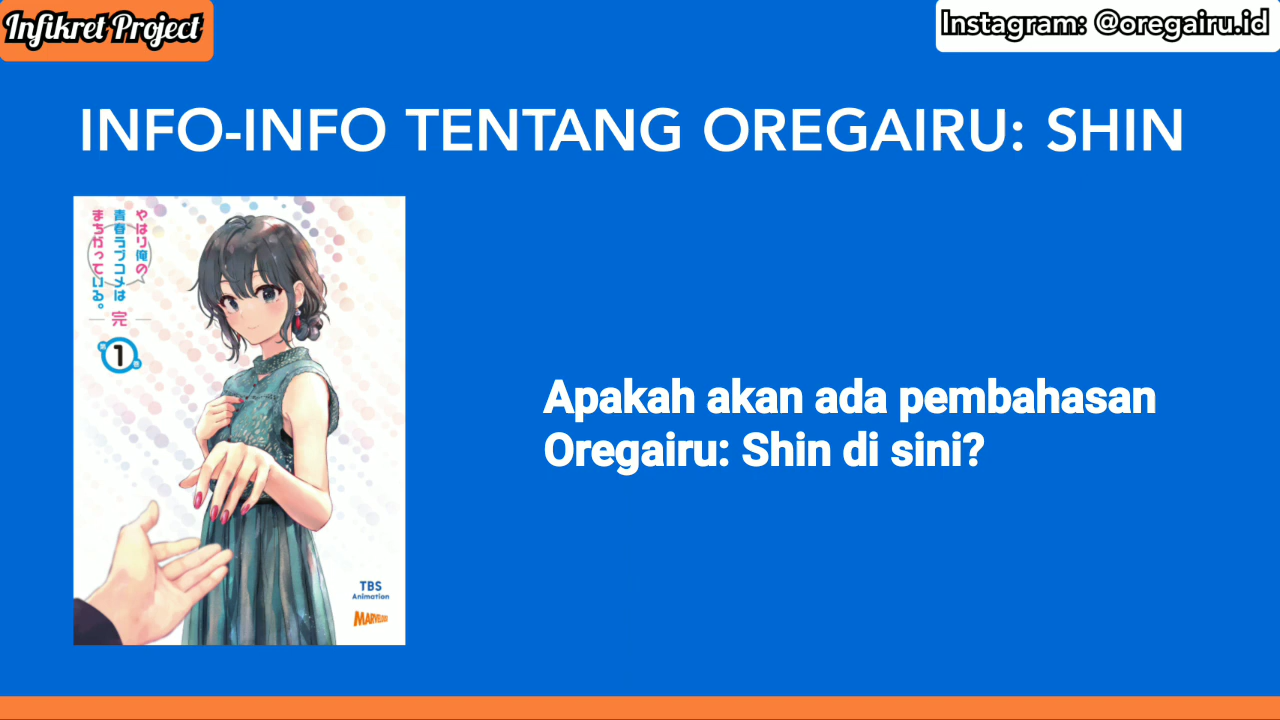 Infikret Project
Instagram: @oregairu.id
INFO-INFO TENTANG OREGAIRU: SHIN
やはり俺の
青春ラブコメは
まちがっている。
完
1
TBS
Animation
MARVELOUS!
Apakah akan ada pembahasan
Oregairu: Shin di sini?